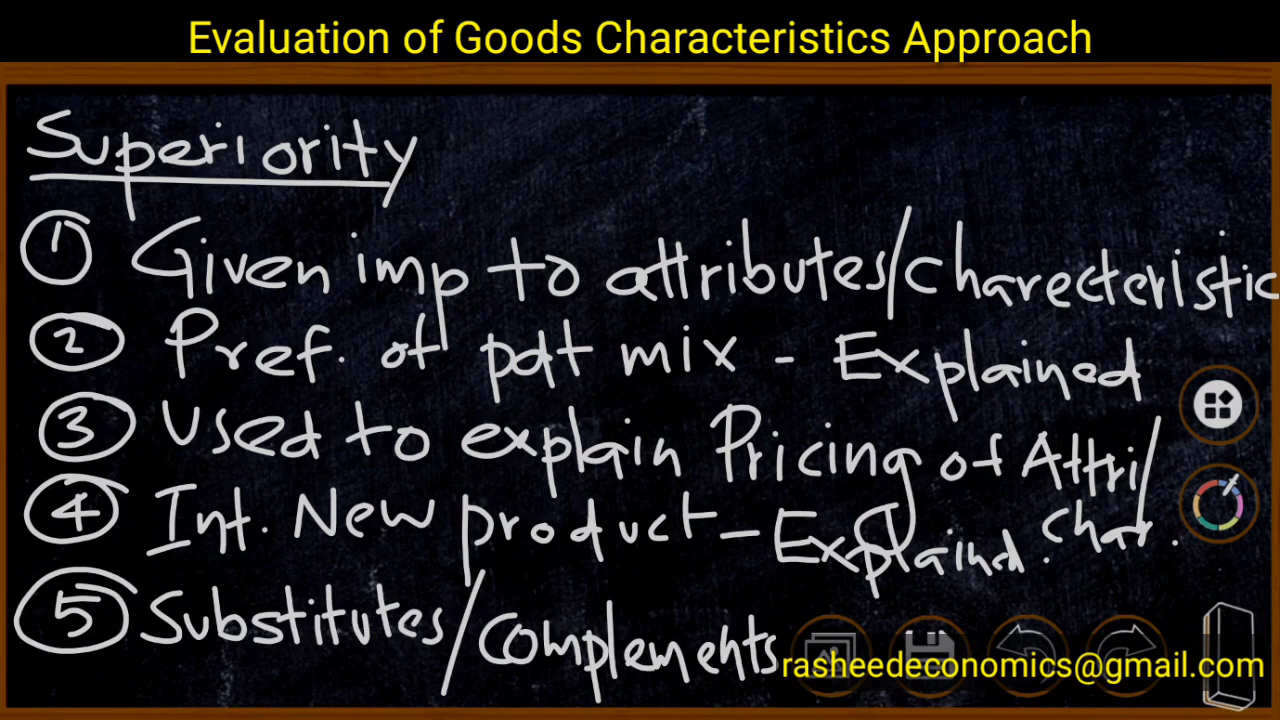 Evaluation of Goods Characteristics Approach
Superiority
1 Given imp to attributes/charecteristic
2 Pref. of pdt mix - Explained
3 Used to explain Pricing of Attri/
char.
4 Int. New product - Explained.
5 Substitutes/Complements
rasheedeconomics@gmail.com